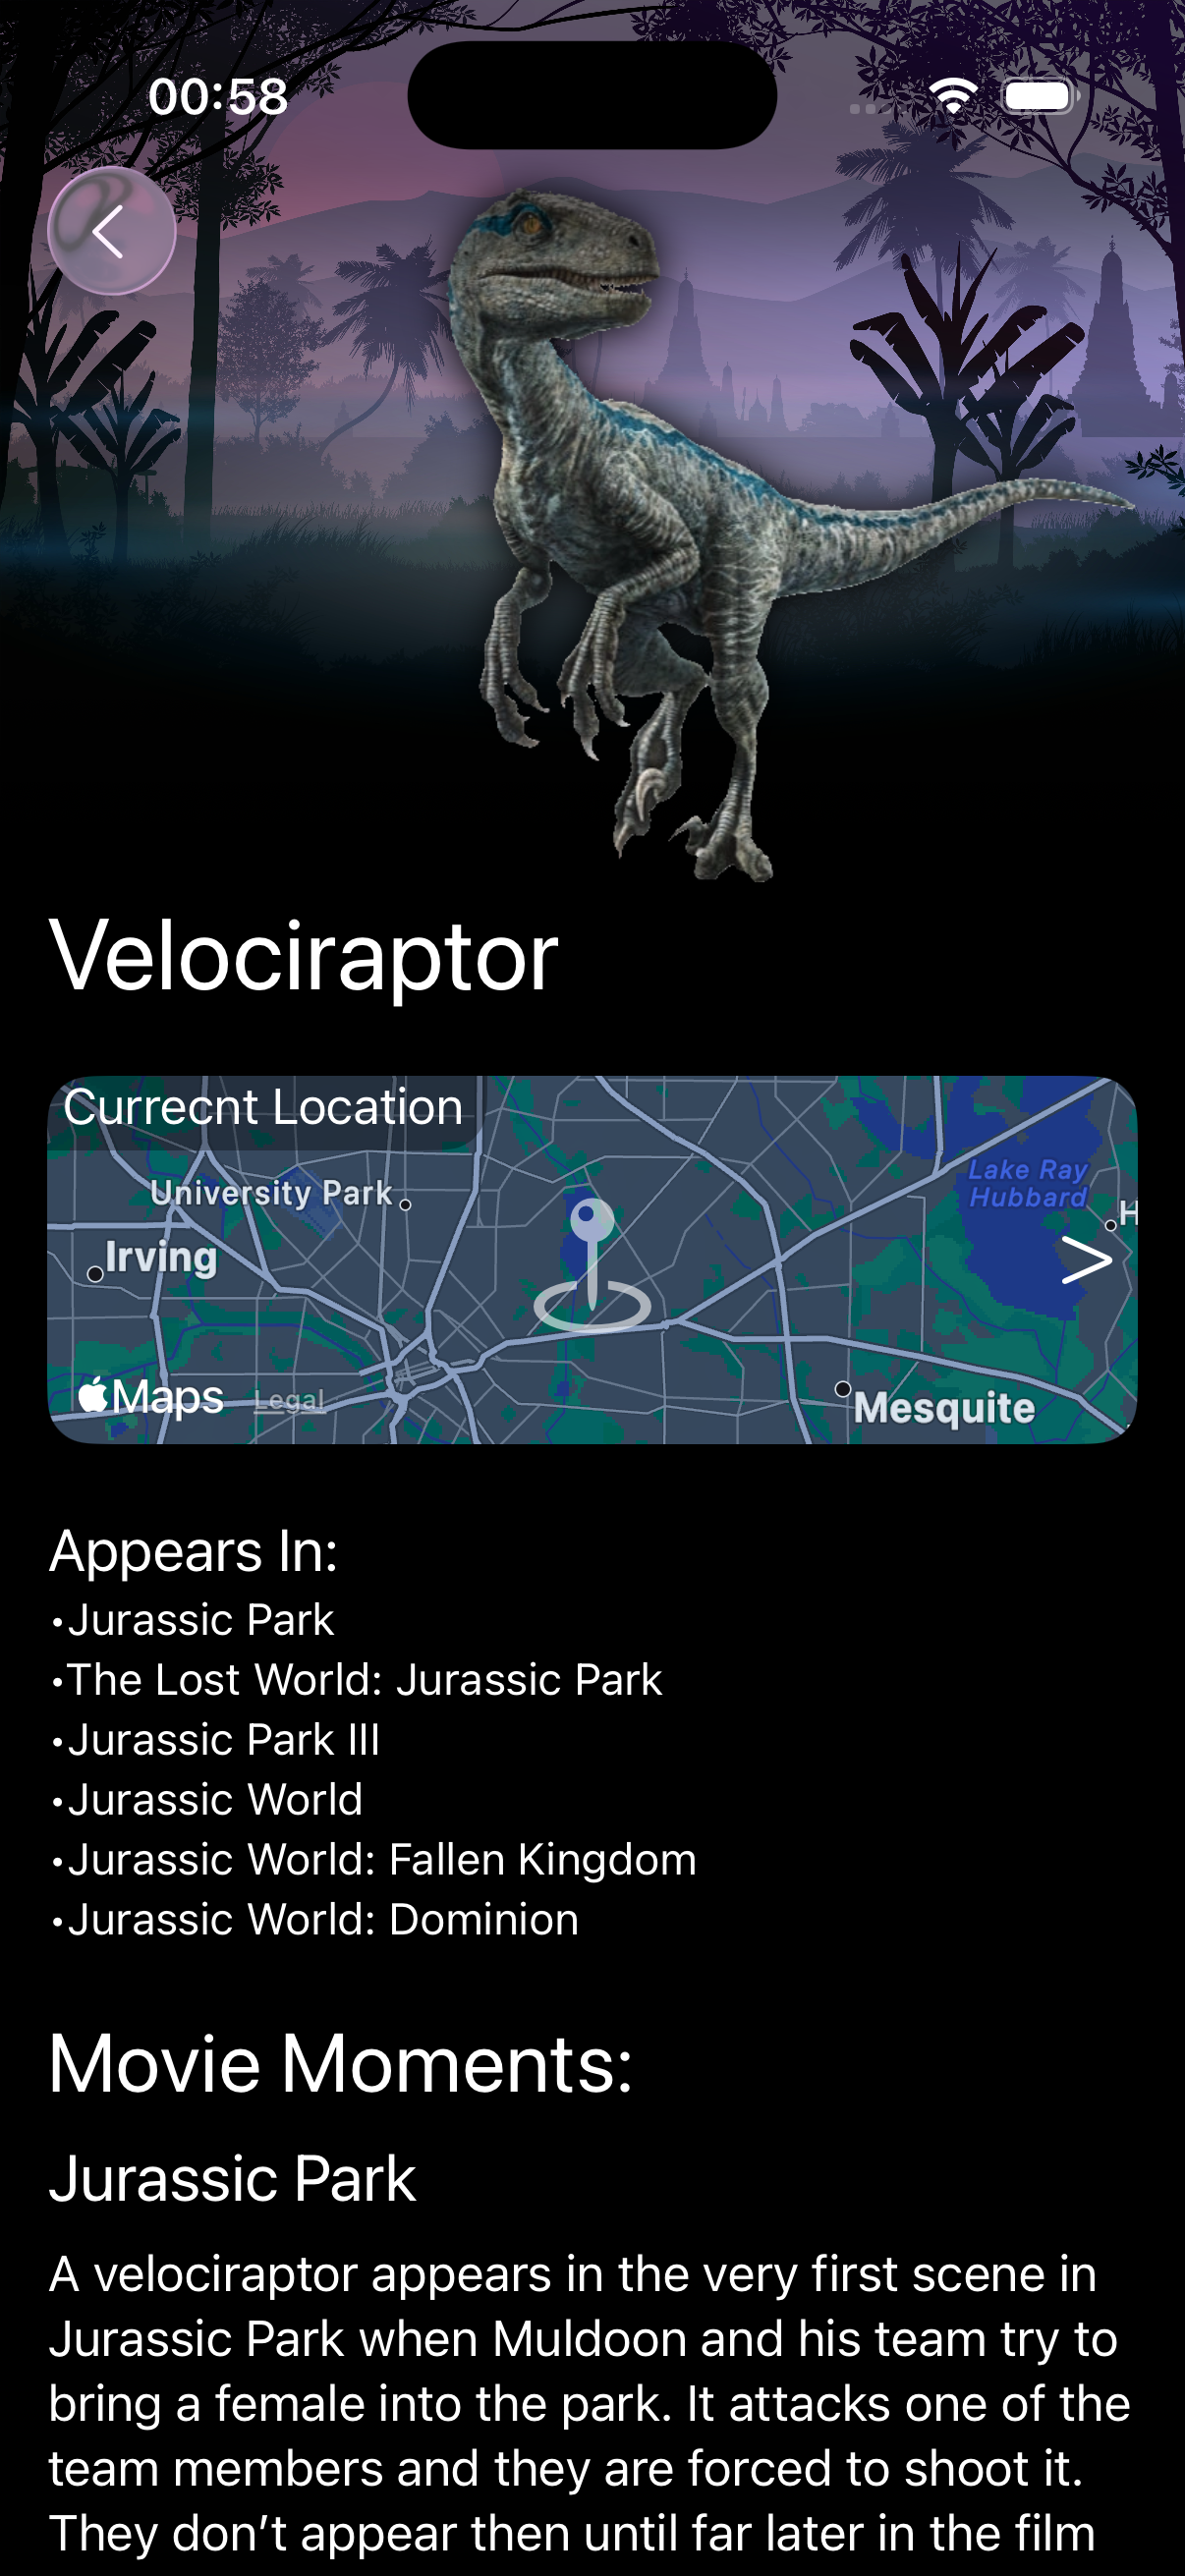 00:58
Velociraptor
Currecnt Location
Lake Ray
Hubbard
University Park
H
Irving
>
Maps Legal
Mesquite
Appears In:
•Jurassic Park
•The Lost World: Jurassic Park
•Jurassic Park III
•Jurassic World
•Jurassic World: Fallen Kingdom
•Jurassic World: Dominion
Movie Moments:
Jurassic Park
A velociraptor appears in the very first scene in
Jurassic Park when Muldoon and his team try to
bring a female into the park. It attacks one of the
team members and they are forced to shoot it.
They don’t appear then until far later in the film